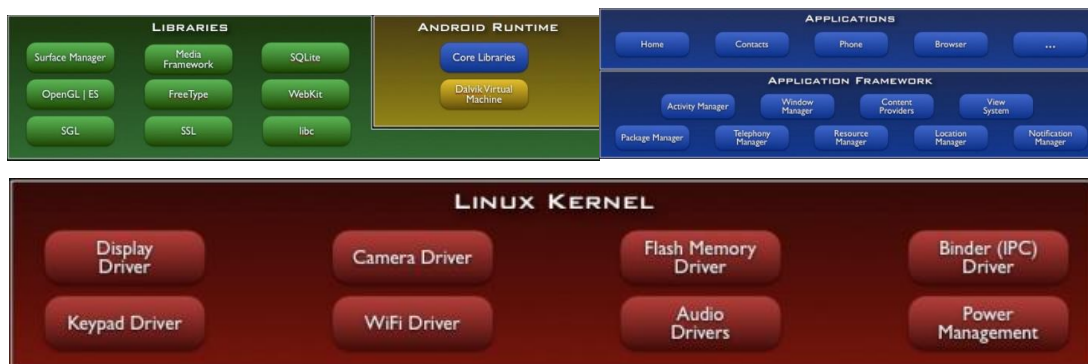 LIBRARIES
Surface Manager
Media
Framework
SQLite
OpenGL | ES
FreeType
WebKit
SGL
SSL
libc
ANDROID RUNTIME
Core Libraries
Dalvik Virtual
Machine
APPLICATIONS
Home
Contacts
Phone
Browser
...
APPLICATION FRAMEWORK
Activity Manager
Window
Manager
Content
Providers
View
System
Package Manager
Telephony
Manager
Resource
Manager
Location
Manager
Notification
Manager
LINUX KERNEL
Display
Driver
Camera Driver
Flash Memory
Driver
Binder (IPC)
Driver
Keypad Driver
WiFi Driver
Audio
Drivers
Power
Management